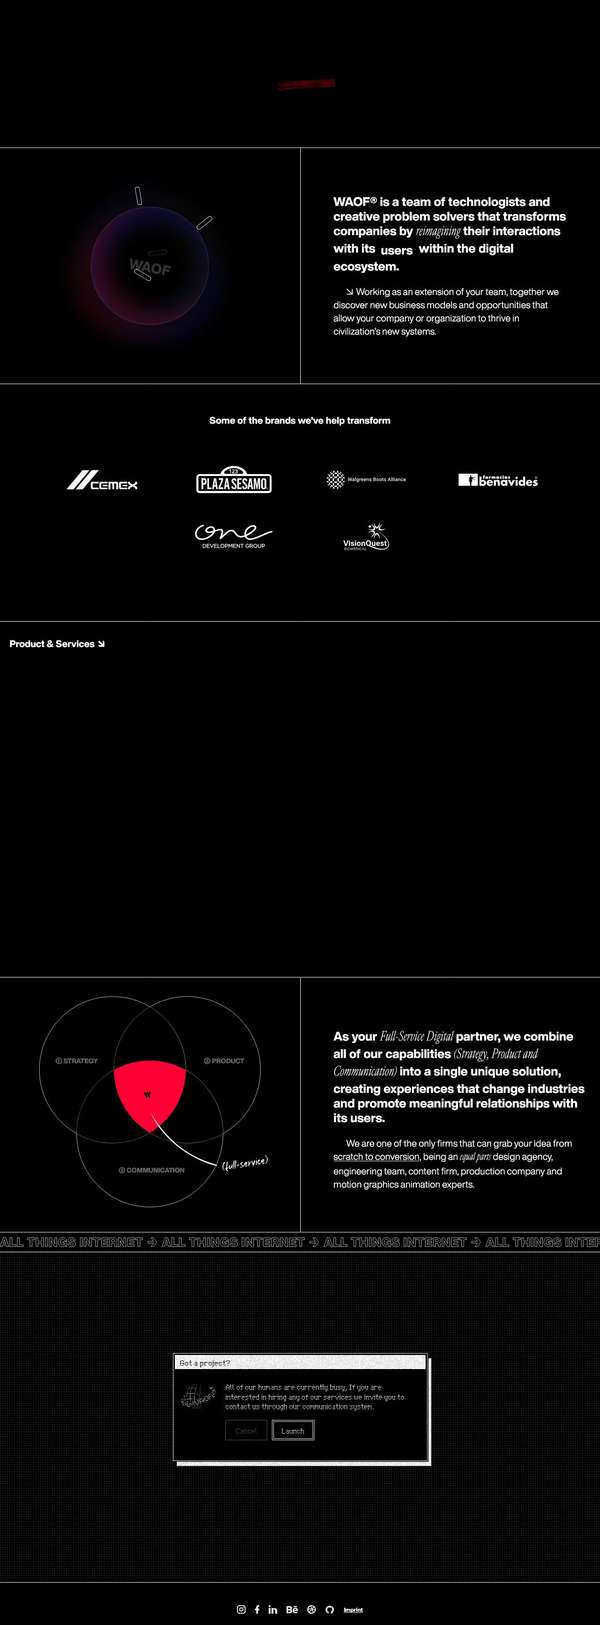 WAOF
WAOF® is a team of technologists and
creative problem solvers that transforms
companies by reimagining their interactions
with its users within the digital
ecosystem.
↘ Working as an extension of your team, together we
discover new business models and opportunities that
allow your company or organization to thrive in
civilization's new systems.
Some of the brands we've help transform
CEMEX
123
PLAZA SESAMO
Walgreens Boots Alliance
farmacias
benavides
one
DEVELOPMENT GROUP
VisionQuest
BIOMEDICAL
Product & Services ↘
① STRATEGY
② PRODUCT
③ COMMUNICATION
(full-service)
As your Full-Service Digital partner, we combine
all of our capabilities (Strategy, Product and
Communication) into a single unique solution,
creating experiences that change industries
and promote meaningful relationships with
its users.
We are one of the only firms that can grab your idea from
scratch to conversion, being an equal parts design agency,
engineering team, content firm, production company and
motion graphics animation experts.
ALL THINGS INTERNET → ALL THINGS INTERNET → ALL THINGS INTERNET → ALL THINGS INTER
Got a project?
All of our humans are currently busy, If you are
interested in hiring any of our services we invite you to
contact us through our communication system.
Cancel
Launch
Bē
Imprint